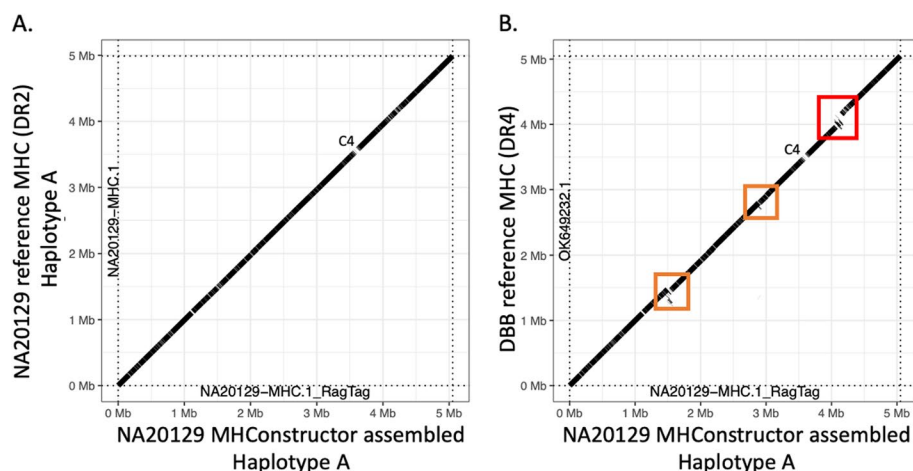 A.
NA20129 reference MHC (DR2)
Haplotype A
NA20129-MHC.1
5 Mb
4 Mb
3 Mb
2 Mb
1 Mb
0 Mb
C4
NA20129-MHC.1_RagTag
0 Mb 1 Mb 2 Mb 3 Mb 4 Mb 5 Mb
NA20129 MHConstructor assembled
Haplotype A
B.
DBB reference MHC (DR4)
OK649232.1
5 Mb
4 Mb
3 Mb
2 Mb
1 Mb
0 Mb
C4
NA20129-MHC.1_RagTag
0 Mb 1 Mb 2 Mb 3 Mb 4 Mb 5 Mb
NA20129 MHConstructor assembled
Haplotype A